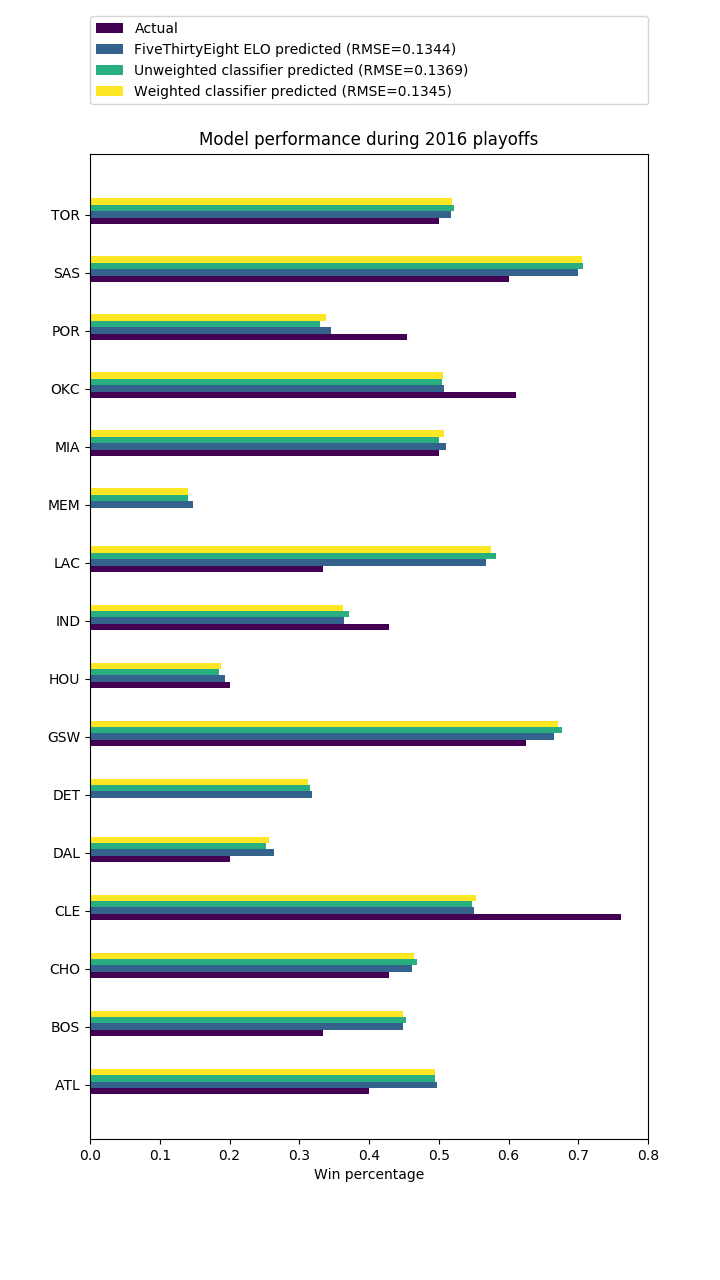 Actual
FiveThirtyEight ELO predicted (RMSE=0.1344)
Unweighted classifier predicted (RMSE=0.1369)
Weighted classifier predicted (RMSE=0.1345)
Model performance during 2016 playoffs
TOR
SAS
POR
OKC
MIA
MEM
LAC
IND
HOU
GSW
DET
DAL
CLE
CHO
BOS
ATL
0.0 0.1 0.2 0.3 0.4 0.5 0.6 0.7 0.8
Win percentage